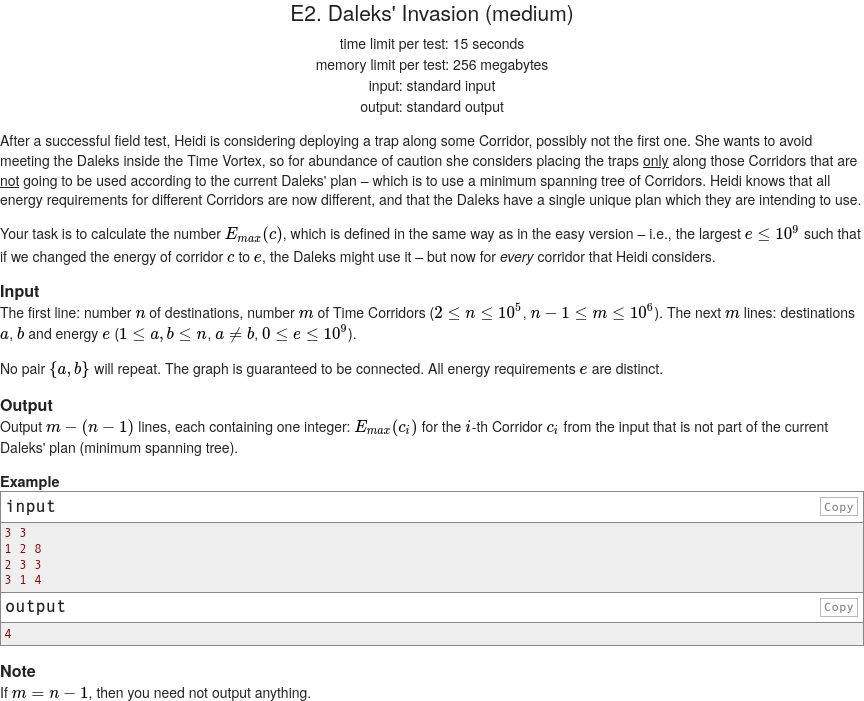 E2. Daleks' Invasion (medium)
time limit per test: 15 seconds
memory limit per test: 256 megabytes
input: standard input
output: standard output
After a successful field test, Heidi is considering deploying a trap along some Corridor, possibly not the first one. She wants to avoid
meeting the Daleks inside the Time Vortex, so for abundance of caution she considers placing the traps only along those Corridors that are
not going to be used according to the current Daleks' plan – which is to use a minimum spanning tree of Corridors. Heidi knows that all
energy requirements for different Corridors are now different, and that the Daleks have a single unique plan which they are intending to use.
Your task is to calculate the number E_{max}(c), which is defined in the same way as in the easy version – i.e., the largest e ≤ 10^9 such that
if we changed the energy of corridor c to e, the Daleks might use it – but now for every corridor that Heidi considers.
Input
The first line: number n of destinations, number m of Time Corridors (2 ≤ n ≤ 10^5, n − 1 ≤ m ≤ 10^6). The next m lines: destinations
a, b and energy e (1 ≤ a, b ≤ n, a ≠ b, 0 ≤ e ≤ 10^9).
No pair {a, b} will repeat. The graph is guaranteed to be connected. All energy requirements e are distinct.
Output
Output m − (n − 1) lines, each containing one integer: E_{max}(c_i) for the i-th Corridor c_i from the input that is not part of the current
Daleks' plan (minimum spanning tree).
Example
input Copy
3 3
1 2 8
2 3 3
3 1 4
output Copy
4
Note
If m = n − 1, then you need not output anything.